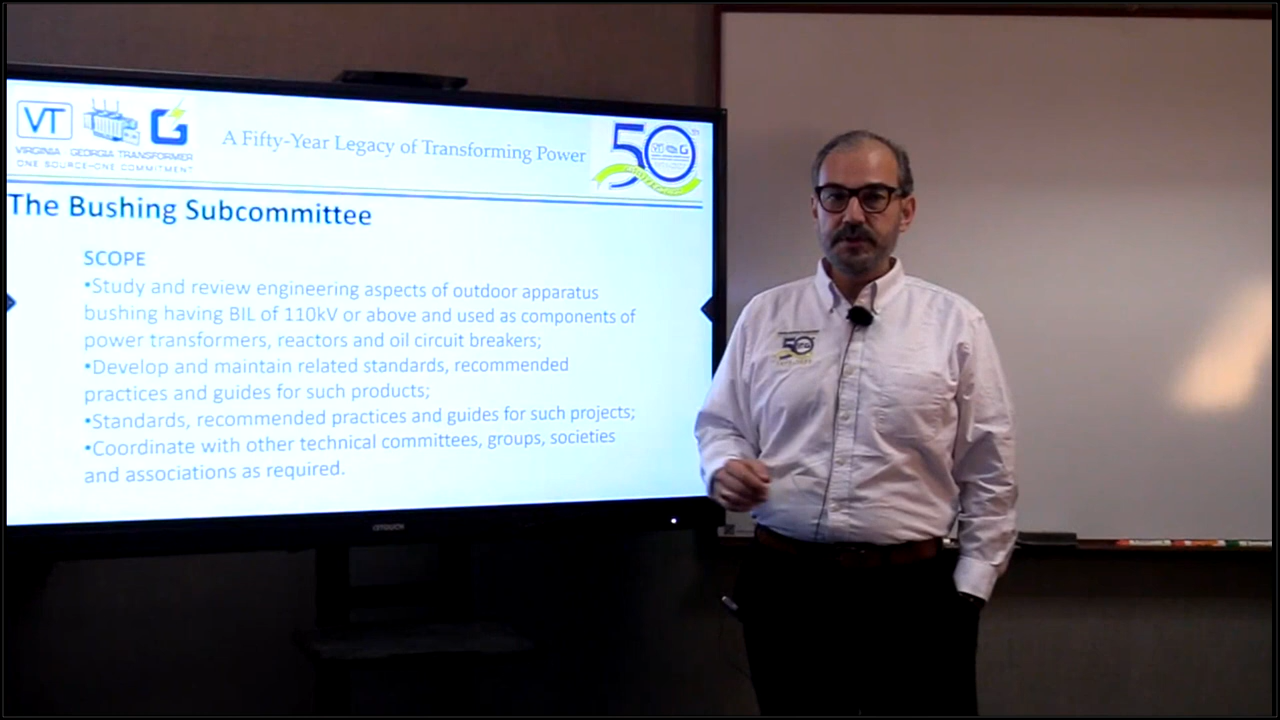 VT
G
VIRGINIA GEORGIA TRANSFORMER
ONE SOURCE-ONE COMMITMENT
A Fifty-Year Legacy of Transforming Power
50
The Bushing Subcommittee
SCOPE
•Study and review engineering aspects of outdoor apparatus
bushing having BIL of 110kV or above and used as components of
power transformers, reactors and oil circuit breakers;
•Develop and maintain related standards, recommended
practices and guides for such products;
•Standards, recommended practices and guides for such projects;
•Coordinate with other technical committees, groups, societies
and associations as required.
50